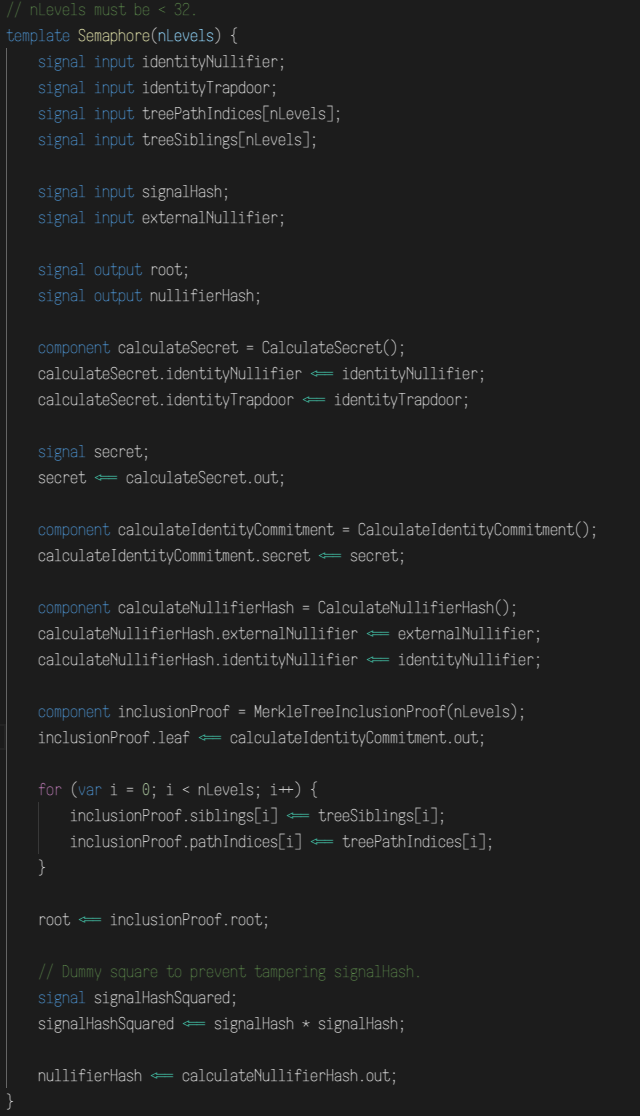 // nLevels must be < 32.
template Semaphore(nLevels) {
    signal input identityNullifier;
    signal input identityTrapdoor;
    signal input treePathIndices[nLevels];
    signal input treeSiblings[nLevels];

    signal input signalHash;
    signal input externalNullifier;

    signal output root;
    signal output nullifierHash;

    component calculateSecret = CalculateSecret();
    calculateSecret.identityNullifier <== identityNullifier;
    calculateSecret.identityTrapdoor <== identityTrapdoor;

    signal secret;
    secret <== calculateSecret.out;

    component calculateIdentityCommitment = CalculateIdentityCommitment();
    calculateIdentityCommitment.secret <== secret;

    component calculateNullifierHash = CalculateNullifierHash();
    calculateNullifierHash.externalNullifier <== externalNullifier;
    calculateNullifierHash.identityNullifier <== identityNullifier;

    component inclusionProof = MerkleTreeInclusionProof(nLevels);
    inclusionProof.leaf <== calculateIdentityCommitment.out;

    for (var i = 0; i < nLevels; i++) {
        inclusionProof.siblings[i] <== treeSiblings[i];
        inclusionProof.pathIndices[i] <== treePathIndices[i];
    }

    root <== inclusionProof.root;

    // Dummy square to prevent tampering signalHash.
    signal signalHashSquared;
    signalHashSquared <== signalHash * signalHash;

    nullifierHash <== calculateNullifierHash.out;
}